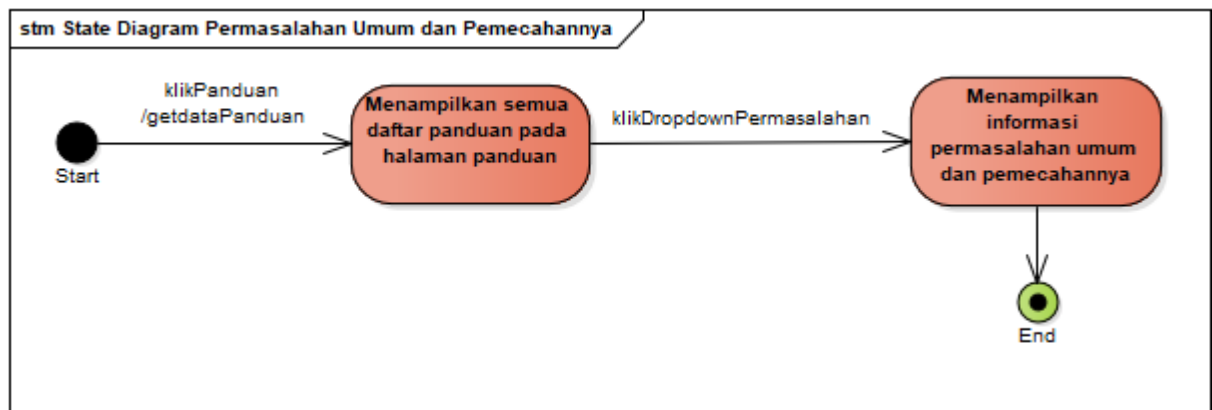 stm State Diagram Permasalahan Umum dan Pemecahannya
klikPanduan
/getdataPanduan
Start
Menampilkan semua
daftar panduan pada
halaman panduan
klikDropdownPermasalahan
Menampilkan
informasi
permasalahan umum
dan pemecahannya
End